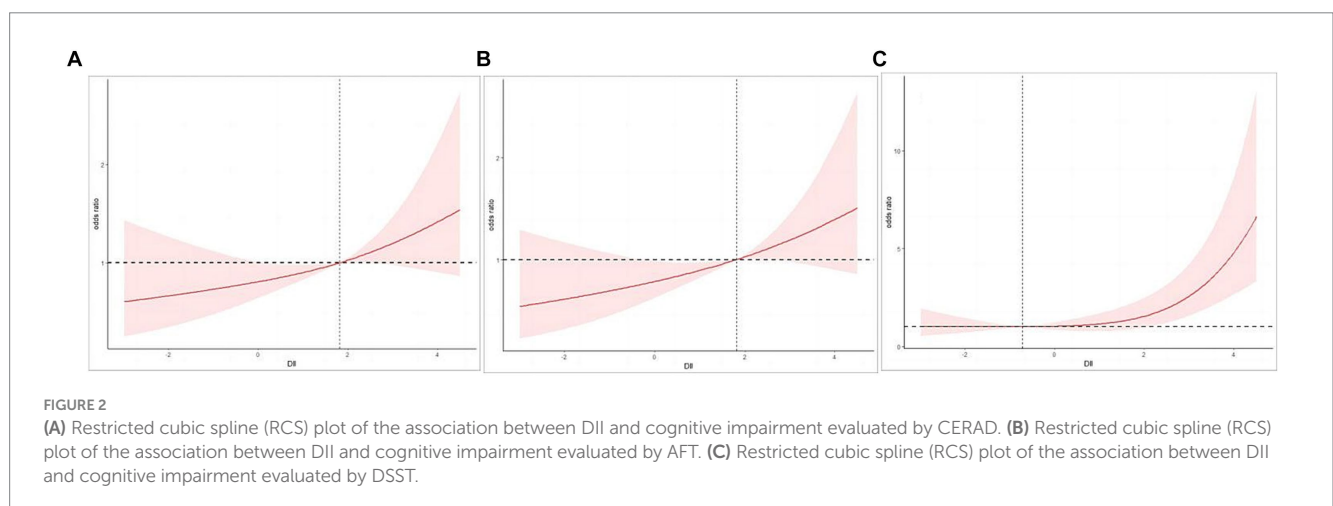 A
B
C
odds ratio
2
1
-2
0
2
4
DII
odds ratio
2
1
-2
0
2
4
DII
odds ratio
10
5
0
-2
0
2
4
DII
FIGURE 2
(A) Restricted cubic spline (RCS) plot of the association between DII and cognitive impairment evaluated by CERAD. (B) Restricted cubic spline (RCS)
plot of the association between DII and cognitive impairment evaluated by AFT. (C) Restricted cubic spline (RCS) plot of the association between DII
and cognitive impairment evaluated by DSST.